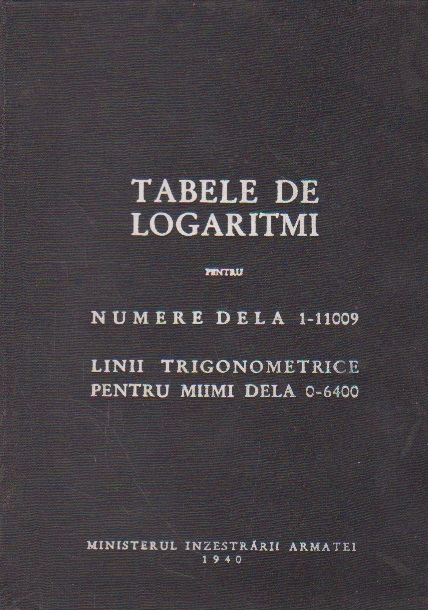 TABELE DE
LOGARITMI
PENTRU
NUMERE DELA 1-11009
LINII TRIGONOMETRICE
PENTRU MIIMI DELA 0-6400
MINISTERUL INZESTRĂRII ARMATEI
1940